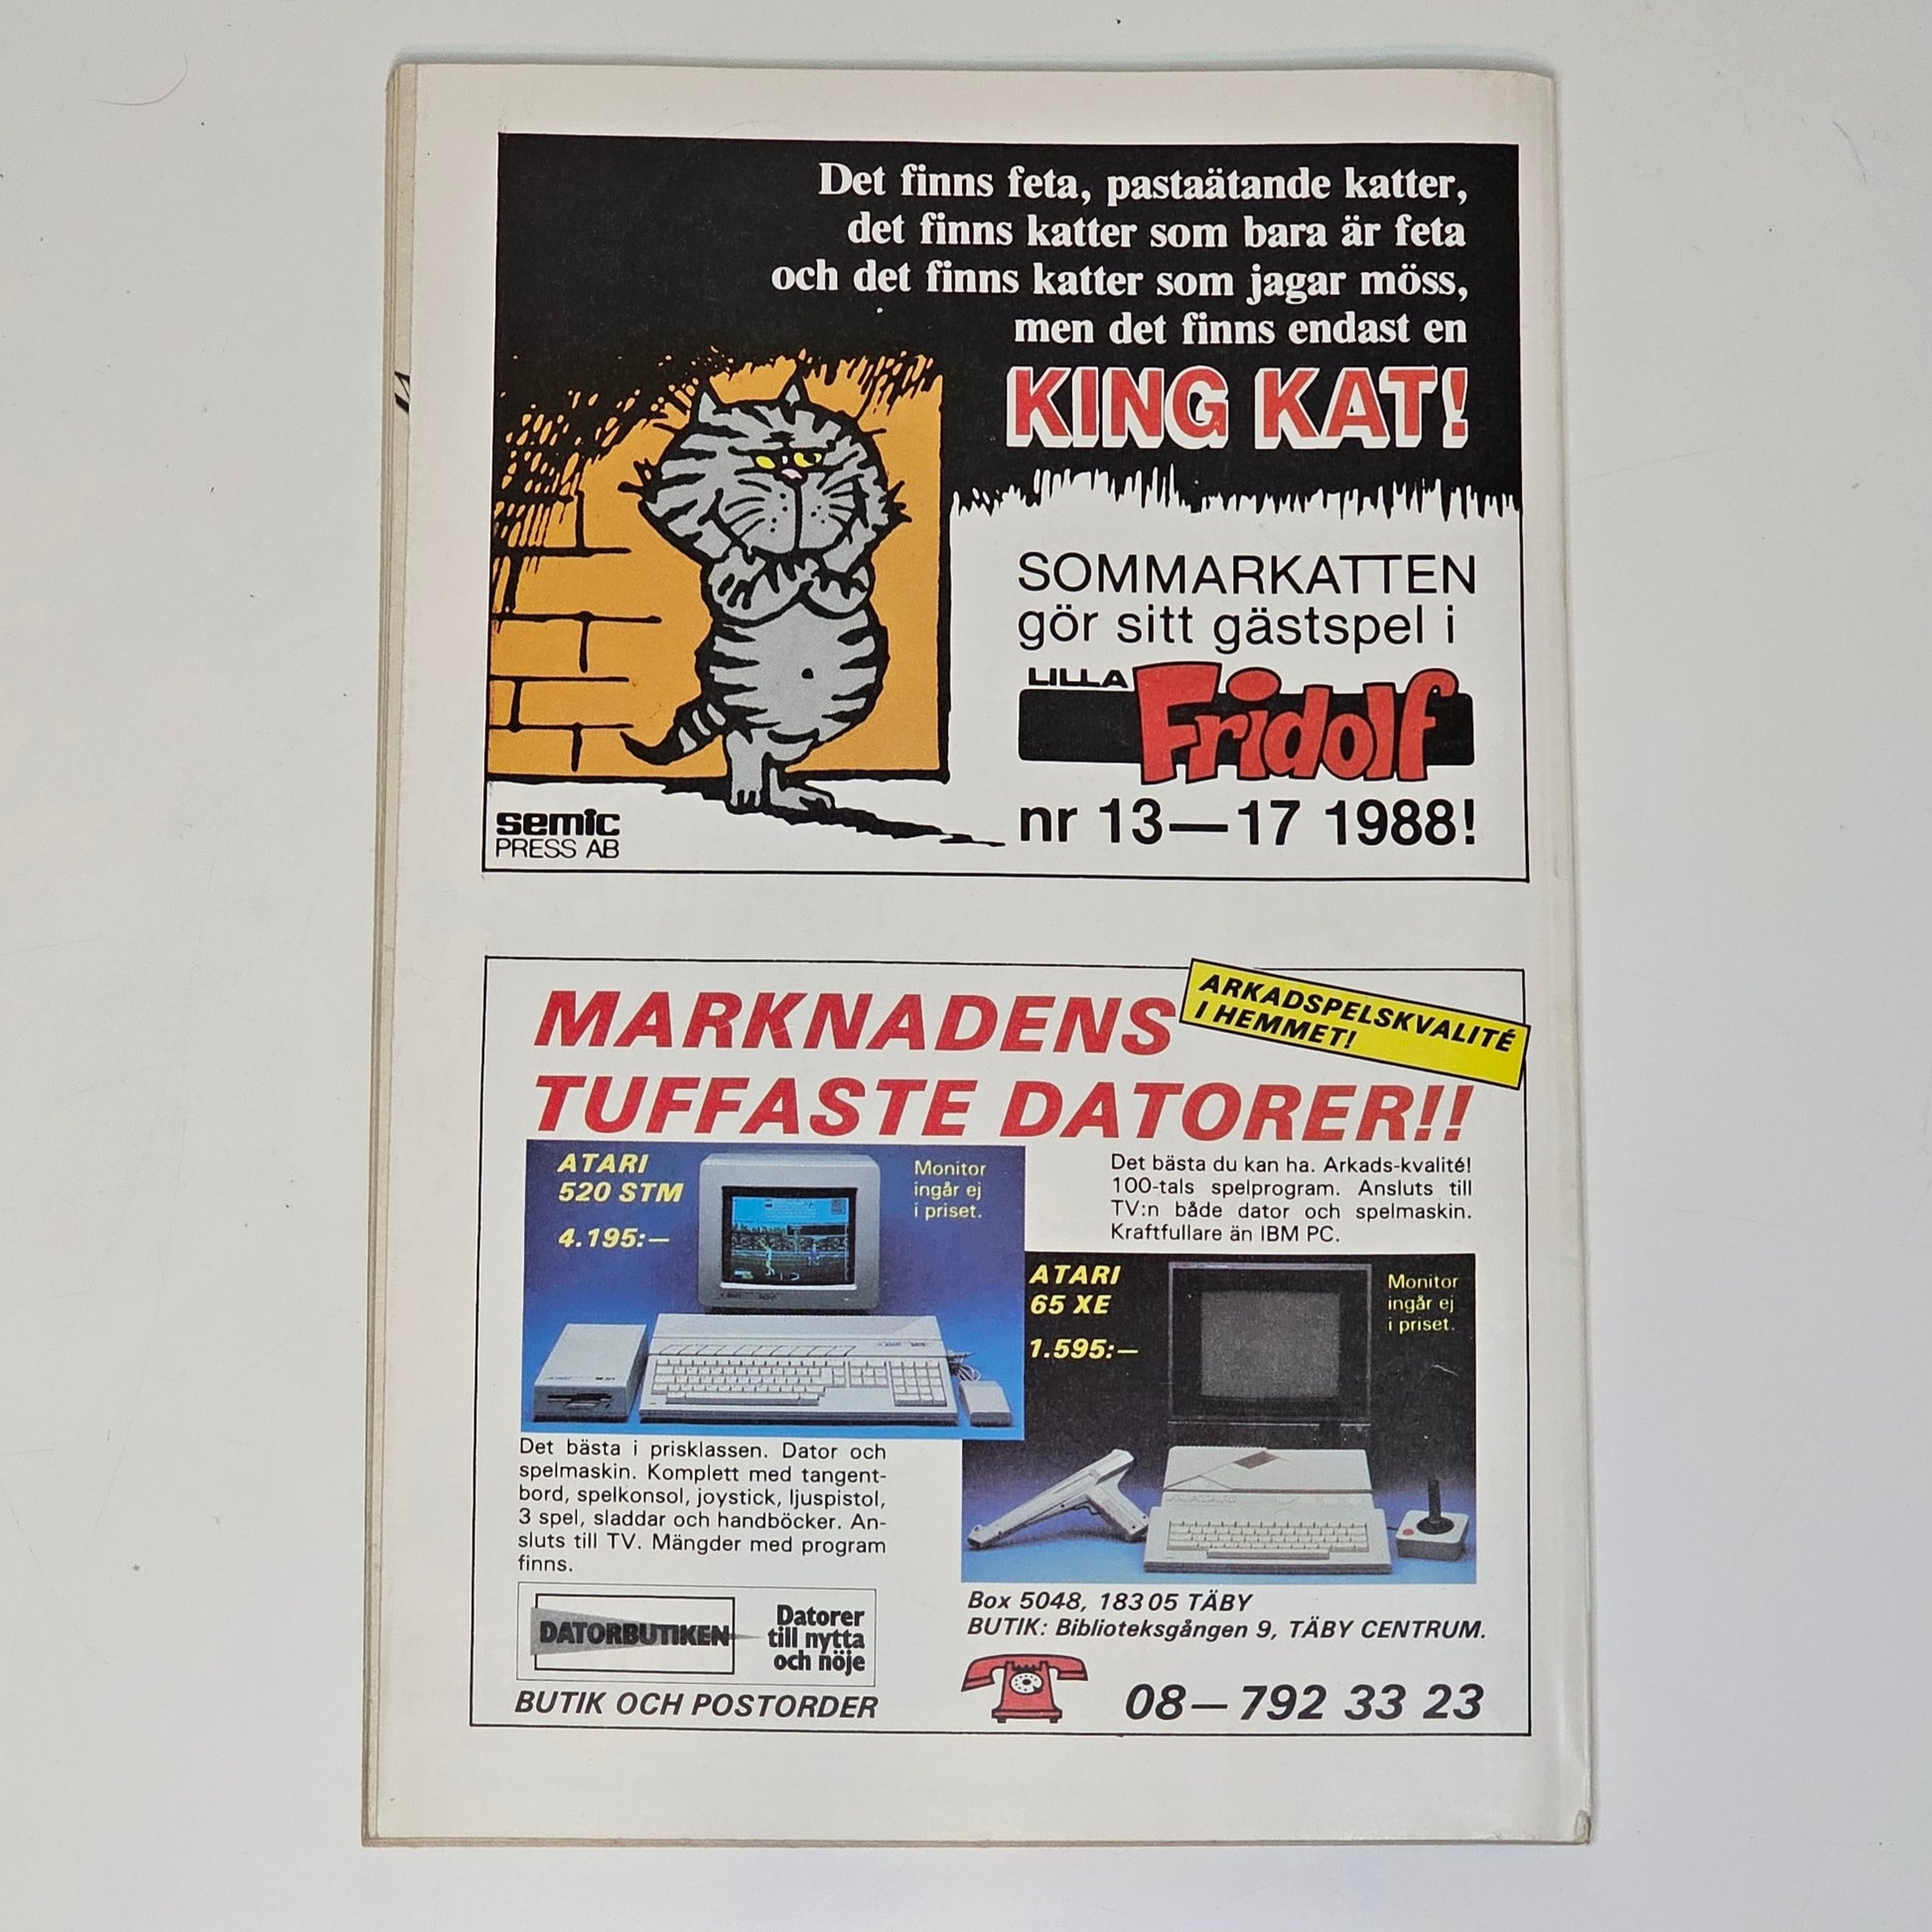 Det finns feta, pastaätande katter,
det finns katter som bara är feta
och det finns katter som jagar möss,
men det finns endast en
KING KAT!
SOMMARKATTEN
gör sitt gästspel i
LILLA Fridolf
nr 13—17 1988!
semic
PRESS AB
MARKNADENS
TUFFASTE DATORER!!
ARKADSPELSKVALITÉ
I HEMMET!
ATARI
520 STM
4.195:—
Monitor
ingår ej
i priset.
Det bästa du kan ha. Arkads-kvalité!
100-tals spelprogram. Ansluts till
TV:n både dator och spelmaskin.
Kraftfullare än IBM PC.
ATARI
65 XE
1.595:—
Monitor
ingår ej
i priset.
Det bästa i prisklassen. Dator och
spelmaskin. Komplett med tangent-
bord, spelkonsol, joystick, ljuspistol,
3 spel, sladdar och handböcker. An-
sluts till TV. Mängder med program
finns.
DATORBUTIKEN
Datorer
till nytta
och nöje
BUTIK OCH POSTORDER
Box 5048, 183 05 TÄBY
BUTIK: Biblioteksgången 9, TÄBY CENTRUM.
08—792 33 23